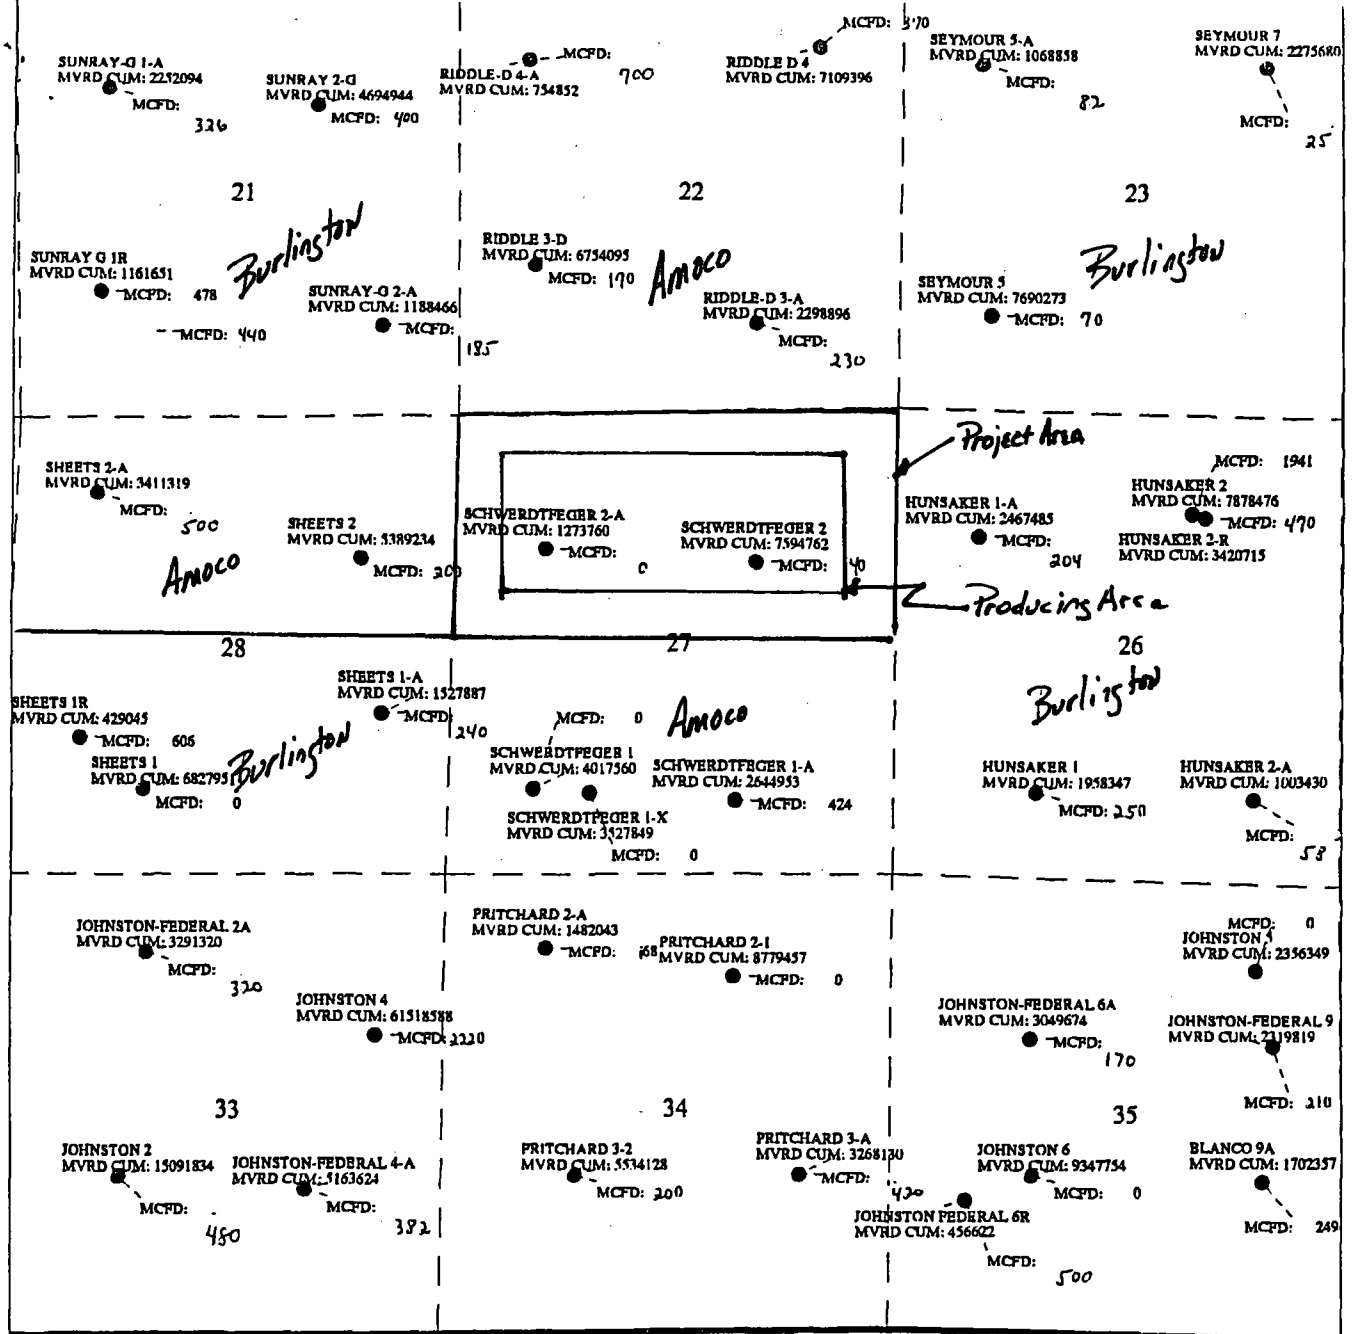 SUNRAY-G 1-A
MVRD CUM: 2252094
MCFD: 326
SUNRAY 2-G
MVRD CUM: 4694944
MCFD: 400
RIDDLE-D 4-A
MVRD CUM: 754852
MCFD: 700
RIDDLE D 4
MVRD CUM: 7109396
MCFD: 370
SEYMOUR 5-A
MVRD CUM: 1068858
MCFD: 82
SEYMOUR 7
MVRD CUM: 2275680
MCFD: 25
21
22
23
Burlington
Amoco
Burlington
SUNRAY G 1R
MVRD CUM: 1161651
MCFD: 478
MCFD: 440
SUNRAY-G 2-A
MVRD CUM: 1188466
MCFD: 185
RIDDLE 3-D
MVRD CUM: 6754095
MCFD: 170
RIDDLE-D 3-A
MVRD CUM: 2298896
MCFD: 230
SEYMOUR 5
MVRD CUM: 7690273
MCFD: 70
Project Area
SHEETS 2-A
MVRD CUM: 3411319
MCFD: 500
SHEETS 2
MVRD CUM: 5389234
MCFD: 200
Amoco
SCHWERDTFEGER 2-A
MVRD CUM: 1273760
MCFD: 0
SCHWERDTFEGER 2
MVRD CUM: 7594762
MCFD: 40
HUNSAKER 1-A
MVRD CUM: 2467485
MCFD: 204
MCFD: 1941
HUNSAKER 2
MVRD CUM: 7878476
MCFD: 470
HUNSAKER 2-R
MVRD CUM: 3420715
Producing Area
28
27
26
SHEETS 1R
MVRD CUM: 429045
MCFD: 606
SHEETS 1
MVRD CUM: 682795
MCFD: 0
Burlington
SHEETS 1-A
MVRD CUM: 1527887
MCFD: 240
MCFD: 0
SCHWERDTFEGER 1
MVRD CUM: 4017560
Amoco
SCHWERDTFEGER 1-A
MVRD CUM: 2644953
MCFD: 424
SCHWERDTFEGER 1-X
MVRD CUM: 3527849
MCFD: 0
Burlington
HUNSAKER 1
MVRD CUM: 1958347
MCFD: 250
HUNSAKER 2-A
MVRD CUM: 1003430
MCFD: 58
JOHNSTON-FEDERAL 2A
MVRD CUM: 3291320
MCFD: 320
JOHNSTON 4
MVRD CUM: 61518588
MCFD: 2220
PRITCHARD 2-A
MVRD CUM: 1482043
MCFD: 168
PRITCHARD 2-1
MVRD CUM: 8779457
MCFD: 0
MCFD: 0
JOHNSTON
MVRD CUM: 2356349
JOHNSTON-FEDERAL 6A
MVRD CUM: 3049674
MCFD: 170
JOHNSTON-FEDERAL 9
MVRD CUM: 2319819
MCFD: 210
33
34
35
JOHNSTON 2
MVRD CUM: 15091834
MCFD: 480
JOHNSTON-FEDERAL 4-A
MVRD CUM: 5163624
MCFD: 382
PRITCHARD 3-2
MVRD CUM: 5534128
MCFD: 200
PRITCHARD 3-A
MVRD CUM: 3268130
MCFD: 420
JOHNSTON 6
MVRD CUM: 9347754
MCFD: 0
JOHNSTON FEDERAL 6R
MVRD CUM: 456622
MCFD: 500
BLANCO 9A
MVRD CUM: 1702357
MCFD: 249